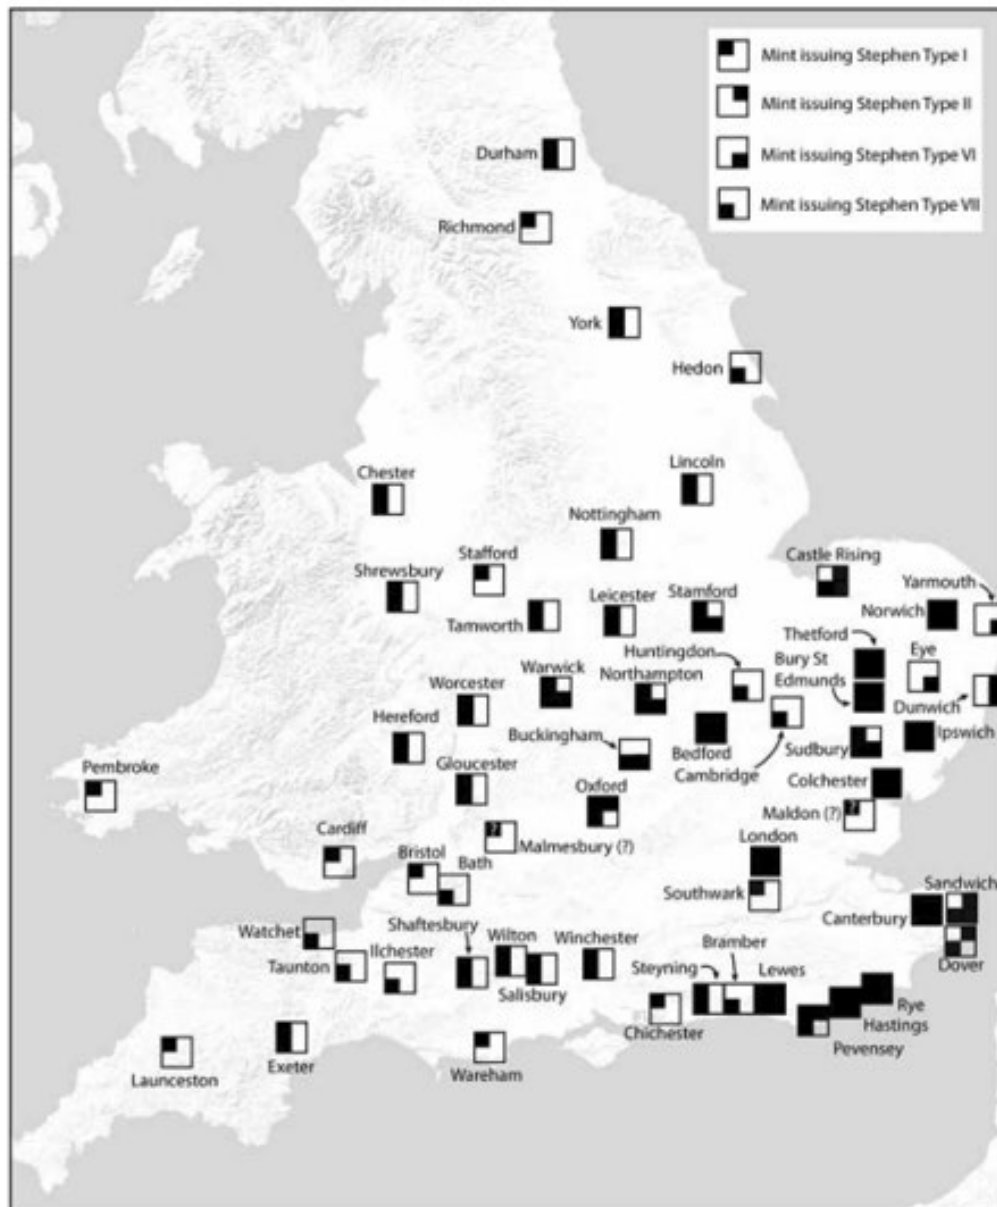 Mint issuing Stephen Type I
Mint issuing Stephen Type II
Mint issuing Stephen Type VI
Mint issuing Stephen Type VII
Durham
Richmond
York
Hedon
Lincoln
Chester
Nottingham
Stafford
Castle Rising
Shrewsbury
Yarmouth
Tamworth
Leicester
Stamford
Norwich
Thetford
Huntingdon
Bury St
Edmunds
Eye
Warwick
Northampton
Worcester
Dunwich
Hereford
Buckingham
Bedford
Cambridge
Sudbury
Ipswich
Pembroke
Gloucester
Oxford
Colchester
Maldon (?)
?
Cardiff
?
Malmesbury (?)
London
Bristol
Bath
Southwark
Sandwich
Canterbury
Watchet
Shaftesbury
Wilton
Winchester
Bramber
Dover
Taunton
Ilchester
Salisbury
Steyning
Lewes
Chichester
Rye
Hastings
Pevensey
Launceston
Exeter
Wareham